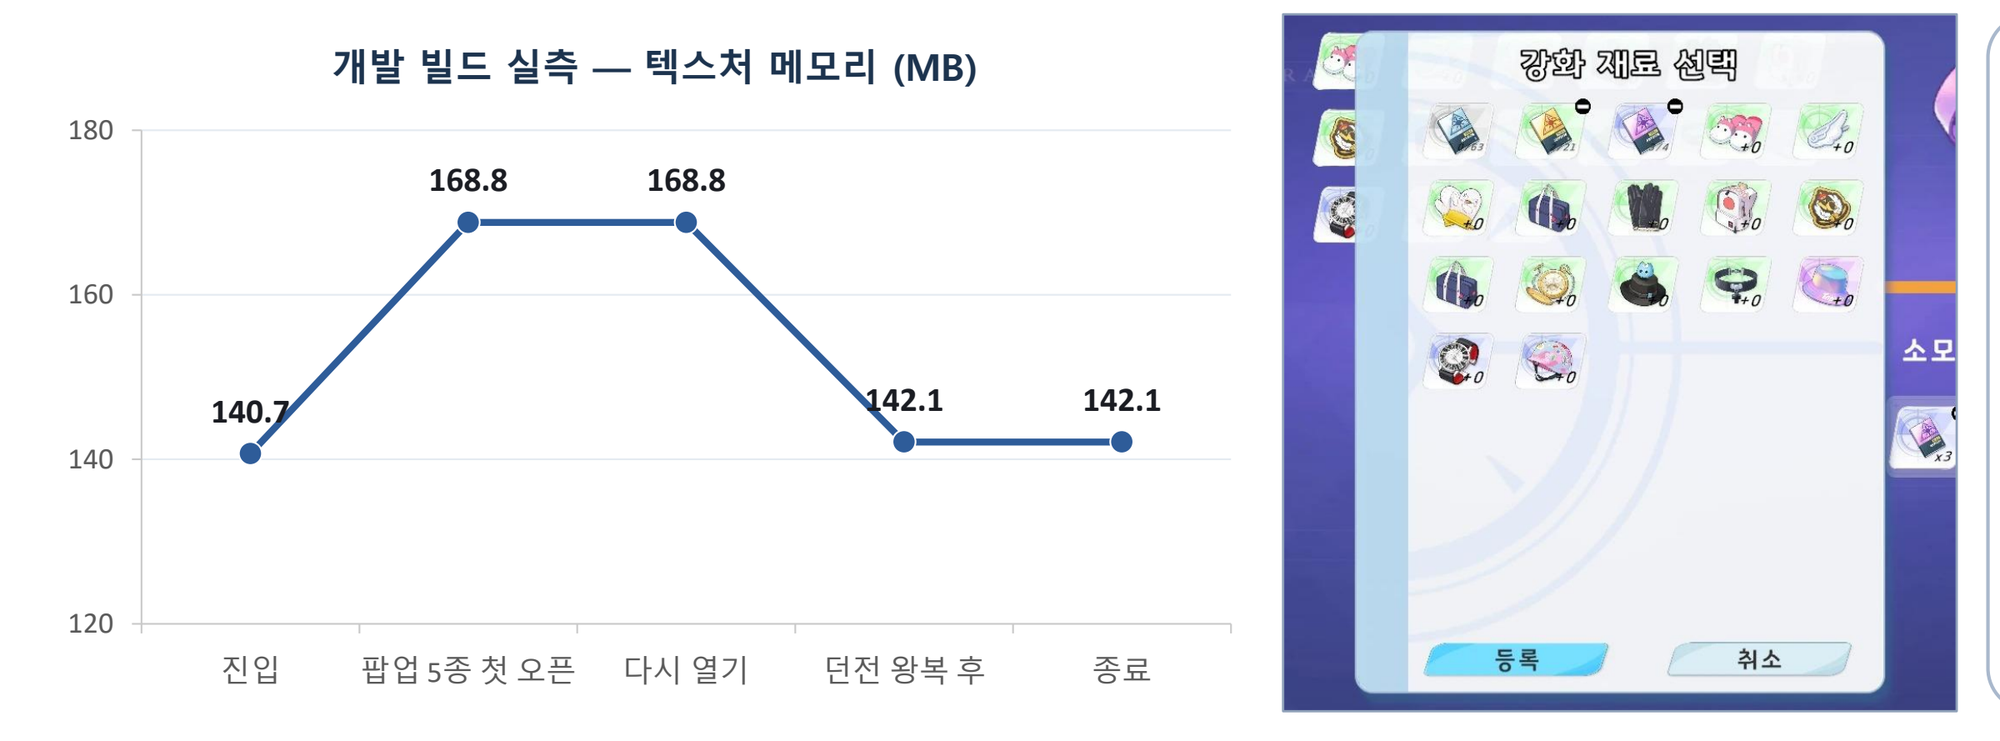 개발 빌드 실측 — 텍스처 메모리 (MB)
180
160
140
120
140.7
168.8
168.8
142.1
142.1
진입
팝업 5종 첫 오픈
다시 열기
던전 왕복 후
종료
강화 재료 선택
+0 +0
+0 +0 +0 +0 +0
+0 +0 +0 +0 +0
+0 +0
소모
x3
등록
취소